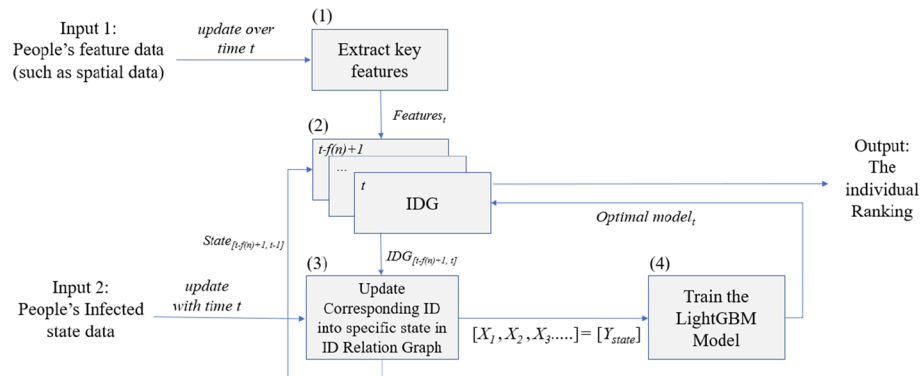 Input 1:
People's feature data
(such as spatial data)
update over
time t
(1)
Extract key
features
Features_t
(2)
t-f(n)+1
...
t
IDG
Output:
The
individual
Ranking
Optimal model_t
State_[t-f(n)+1, t-1]
IDG_[t-f(n)+1, t]
Input 2:
People's Infected
state data
update
with time t
(3)
Update
Corresponding ID
into specific state in
ID Relation Graph
[X_1, X_2, X_3.....]= [Y_state]
(4)
Train the
LightGBM
Model